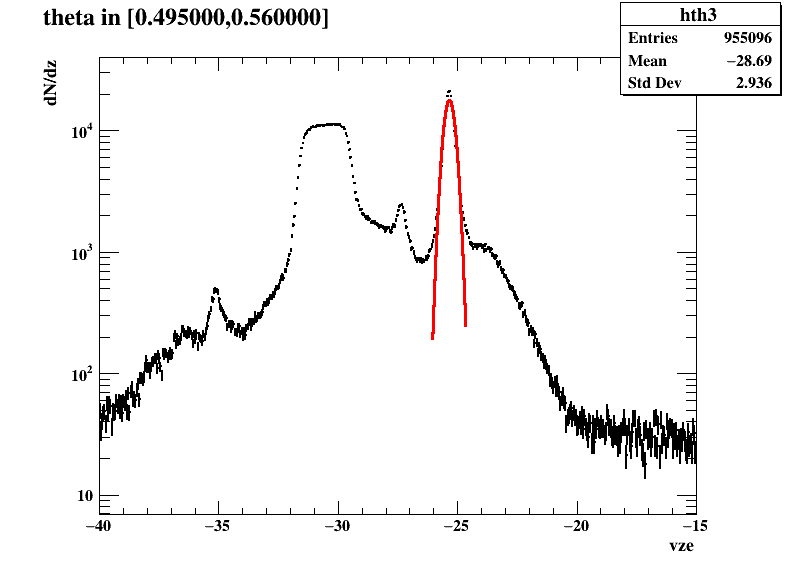 theta in [0.495000,0.560000]
hth3
Entries 955096
Mean −28.69
Std Dev 2.936
dN/dz
10⁴
10³
10²
10
−40 −35 −30 −25 −20 −15
vze